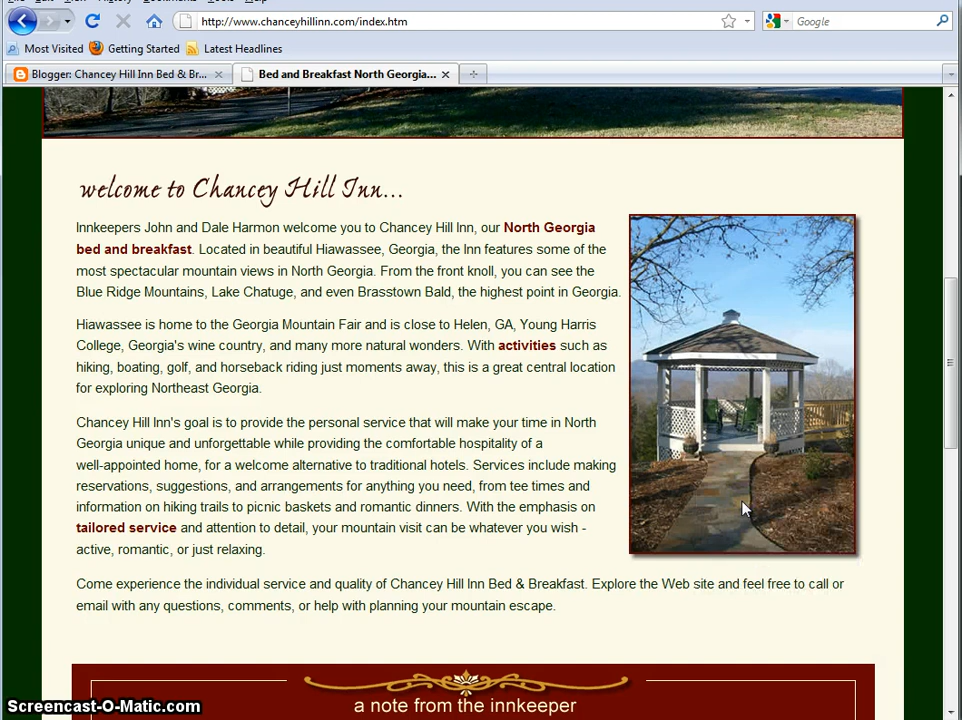 http://www.chanceyhillinn.com/index.htm
Google
Most Visited Getting Started Latest Headlines
Blogger: Chancey Hill Inn Bed & Br...
Bed and Breakfast North Georgia...
welcome to Chancey Hill Inn...
Innkeepers John and Dale Harmon welcome you to Chancey Hill Inn, our North Georgia
bed and breakfast. Located in beautiful Hiawassee, Georgia, the Inn features some of the
most spectacular mountain views in North Georgia. From the front knoll, you can see the
Blue Ridge Mountains, Lake Chatuge, and even Brasstown Bald, the highest point in Georgia.
Hiawassee is home to the Georgia Mountain Fair and is close to Helen, GA, Young Harris
College, Georgia's wine country, and many more natural wonders. With activities such as
hiking, boating, golf, and horseback riding just moments away, this is a great central location
for exploring Northeast Georgia.
Chancey Hill Inn's goal is to provide the personal service that will make your time in North
Georgia unique and unforgettable while providing the comfortable hospitality of a
well-appointed home, for a welcome alternative to traditional hotels. Services include making
reservations, suggestions, and arrangements for anything you need, from tee times and
information on hiking trails to picnic baskets and romantic dinners. With the emphasis on
tailored service and attention to detail, your mountain visit can be whatever you wish -
active, romantic, or just relaxing.
Come experience the individual service and quality of Chancey Hill Inn Bed & Breakfast. Explore the Web site and feel free to call or
email with any questions, comments, or help with planning your mountain escape.
a note from the innkeeper
Screencast-O-Matic.com